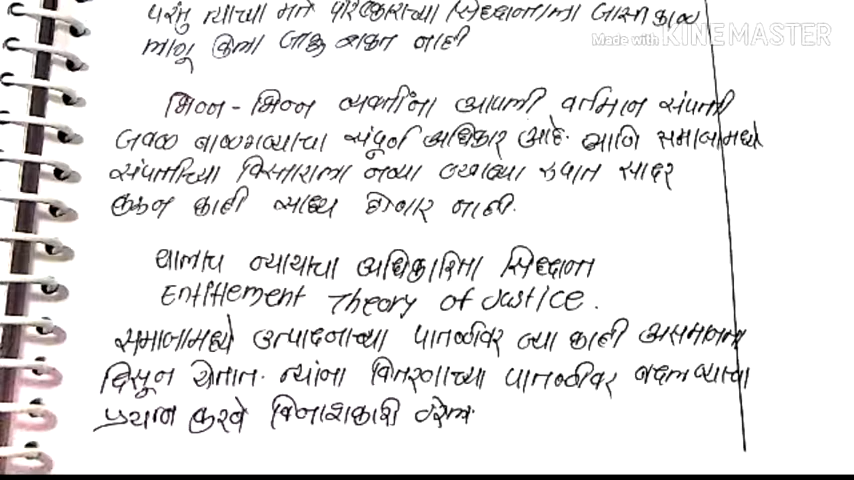 परंतु त्याच्या मते परिष्काराच्या सिद्धांताला जास्त काळ
लागू केला जाऊ शकत नाही
Made with KINEMASTER
भिन्न - भिन्न व्यक्तींना आपली वर्तमान संपत्ती
जवळ बाळगण्याचा संपूर्ण अधिकार आहे. आणि समाजामध्ये
संपत्तीच्या विस्ताराला नव्या रुपात सादर
करून काही साध्य होणार नाही.
यालाच न्यायाचा अधिकारिता सिद्धांत
Entitlement Theory of Justice.
समाजामध्ये उत्पादनाच्या पातळीवर ज्या काही असमानता
दिसून येतात. त्यांना वितरणाच्या पातळीवर बदलण्याचा
प्रयत्न करणे विनाशकारी ठरेल.